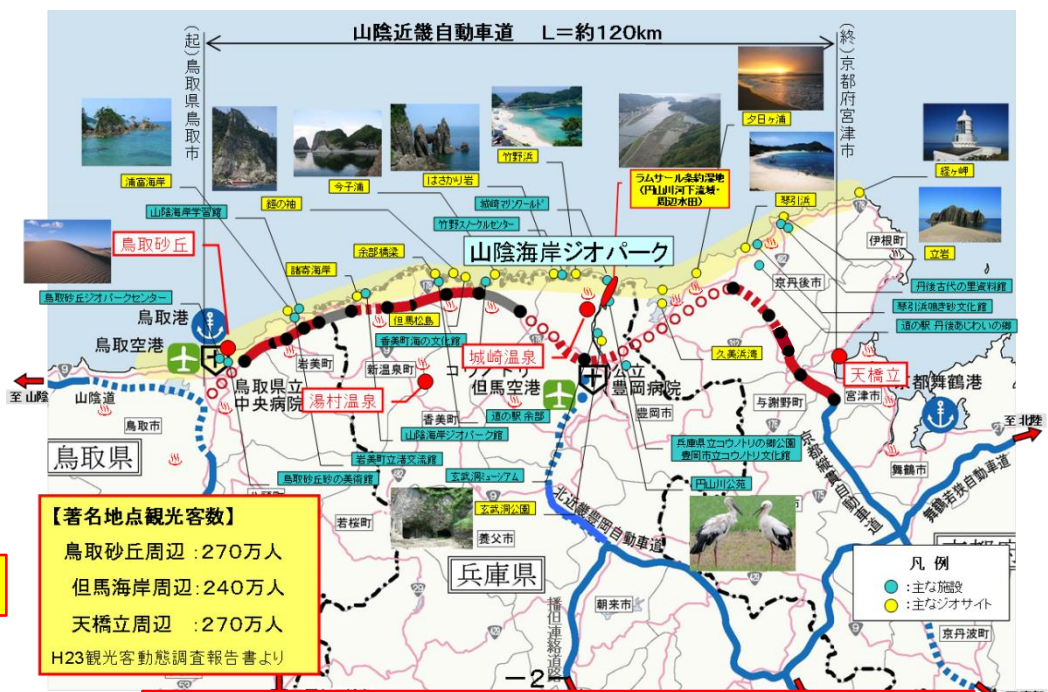 山陰近畿自動車道 L=約120km
(起)鳥取県鳥取市
(終)京都府宮津市
夕日ヶ浦
竹野浜
はさかり岩
今子浦
鎧の袖
浦富海岸
山陰海岸学習館
鳥取砂丘
ラムサール条約湿地
(円山川下流域・
周辺水田)
城崎マリンワールド
竹野スノーケルセンター
経ヶ岬
琴引浜
立岩
伊根町
余部橋梁
諸寄海岸
山陰海岸ジオパーク
京丹後市
丹後古代の里資料館
琴引浜鳴き砂文化館
道の駅 丹後あじわいの郷
鳥取砂丘ジオパークセンター
鳥取港
鳥取空港
但馬松島
香美町海の文化館
岩美町
新温泉町
城崎温泉
コウノトリ
但馬空港
久美浜湾
天橋立
京都舞鶴港
至 山陰
山陰道
鳥取県立
中央病院
湯村温泉
公立
豊岡病院
豊岡市
与謝野町
宮津市
至 北陸
鳥取市
香美町
道の駅 余部
山陰海岸ジオパーク館
兵庫県立コウノトリの郷公園
豊岡市立コウノトリ文化館
舞鶴市
鳥取県
岩美町立渚交流館
鳥取砂丘砂の美術館
玄武洞ミュージアム
玄武洞公園
円山川公苑
京都縦貫自動車道
舞鶴若狭自動車道
北近畿豊岡自動車道
若桜町
養父市
兵庫県
朝来市
播但連絡道路
京丹波町
【著名地点観光客数】
鳥取砂丘周辺:270万人
但馬海岸周辺:240万人
天橋立周辺 :270万人
H23観光客動態調査報告書より
凡 例
:主な施設
:主なジオサイト
-2-